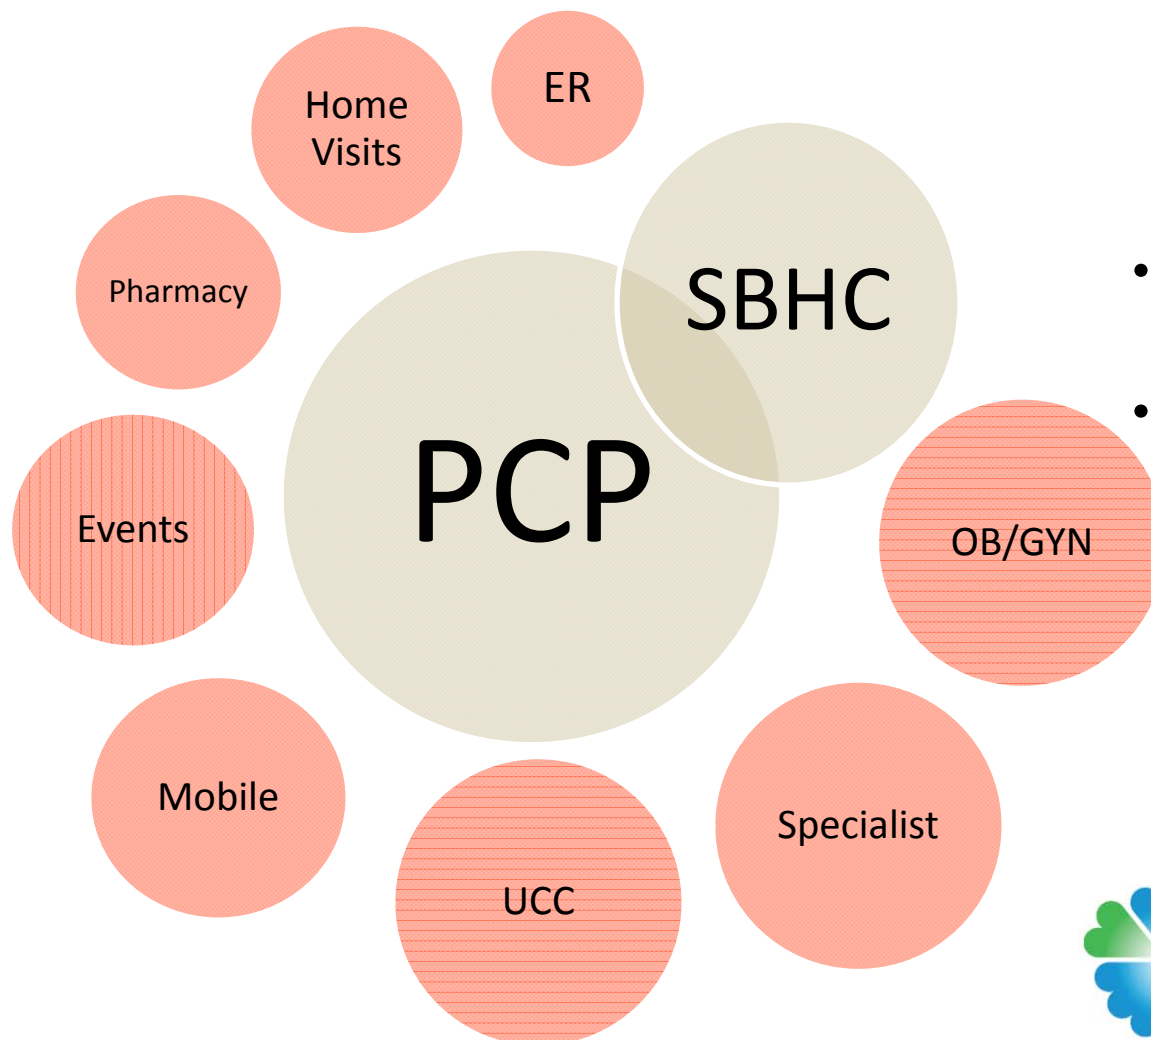 ER
Home
Visits
Pharmacy
SBHC
PCP
Events
OB/GYN
Mobile
Specialist
UCC